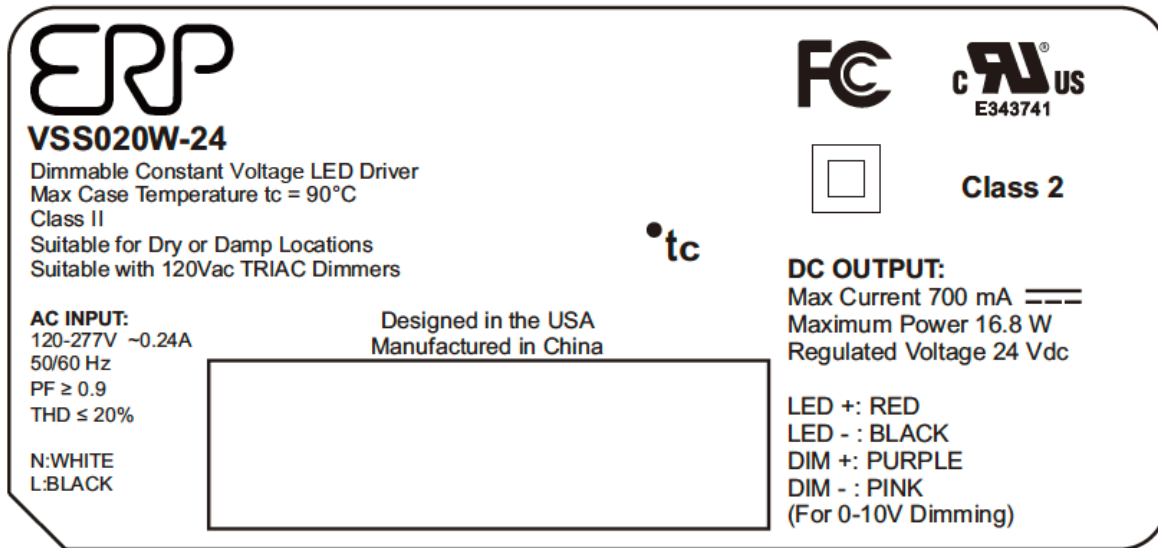 ERP
VSS020W-24
Dimmable Constant Voltage LED Driver
Max Case Temperature tc = 90°C
Class II
Suitable for Dry or Damp Locations
Suitable with 120Vac TRIAC Dimmers
AC INPUT:
120-277V ~0.24A
50/60 Hz
PF ≥ 0.9
THD ≤ 20%
N:WHITE
L:BLACK
Designed in the USA
Manufactured in China
tc
FC
C RU® US
E343741
Class 2
DC OUTPUT:
Max Current 700 mA
Maximum Power 16.8 W
Regulated Voltage 24 Vdc
LED +: RED
LED - : BLACK
DIM +: PURPLE
DIM - : PINK
(For 0-10V Dimming)